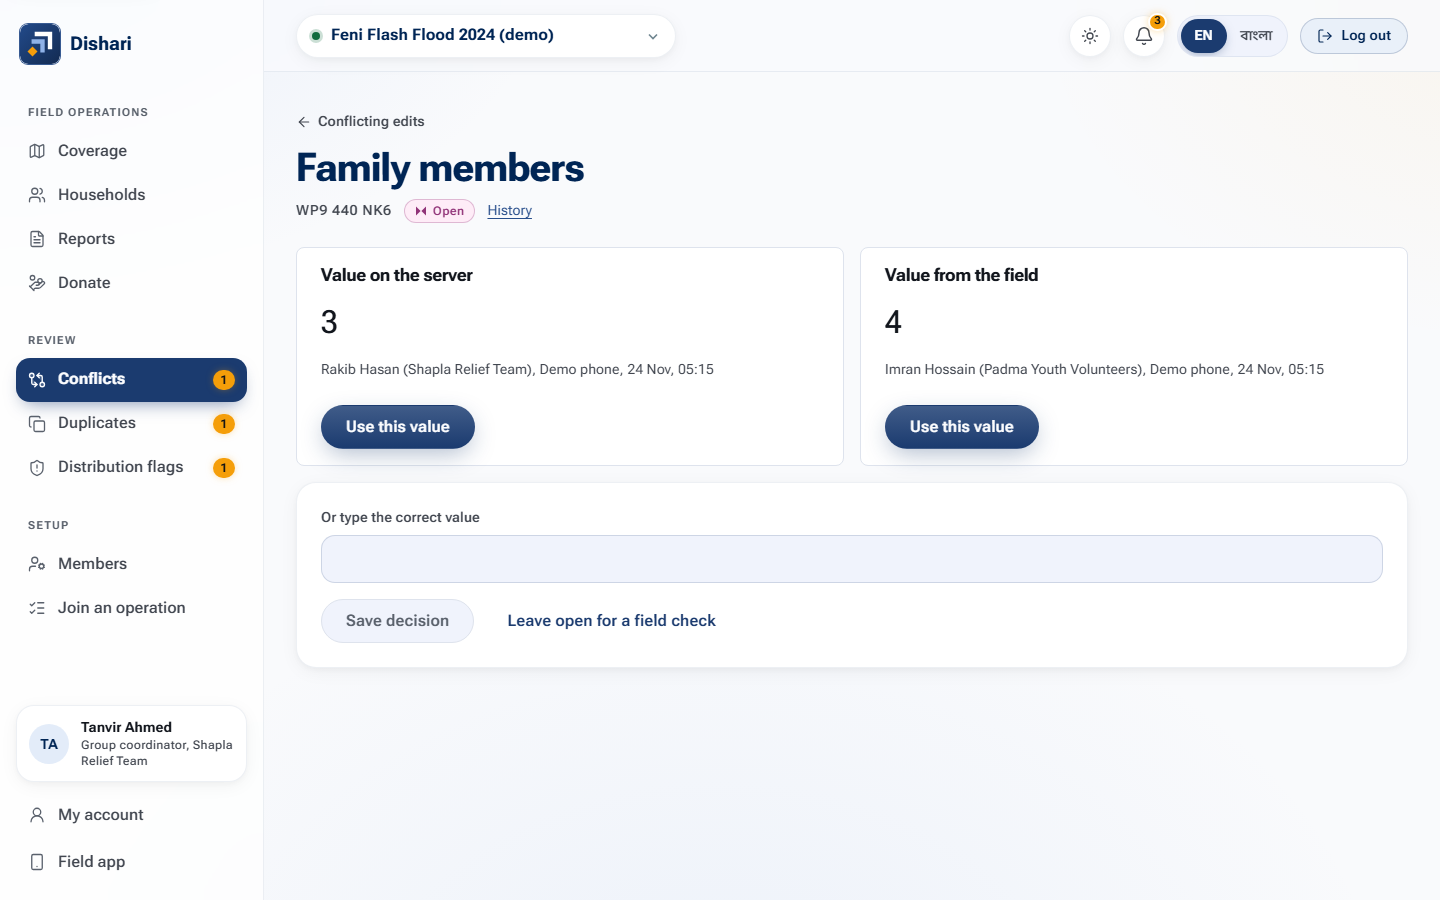 Dishari
Feni Flash Flood 2024 (demo)
3
EN
বাংলা
Log out
FIELD OPERATIONS
Coverage
Households
Reports
Donate
REVIEW
Conflicts 1
Duplicates 1
Distribution flags 1
SETUP
Members
Join an operation
TA
Tanvir Ahmed
Group coordinator, Shapla
Relief Team
My account
Field app
Conflicting edits
Family members
WP9 440 NK6 Open History
Value on the server
3
Rakib Hasan (Shapla Relief Team), Demo phone, 24 Nov, 05:15
Use this value
Value from the field
4
Imran Hossain (Padma Youth Volunteers), Demo phone, 24 Nov, 05:15
Use this value
Or type the correct value
Save decision
Leave open for a field check